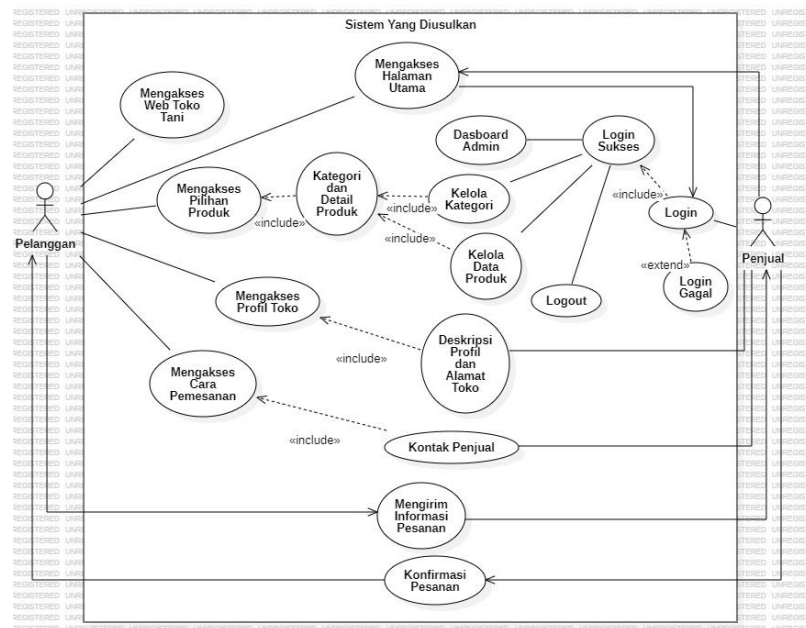 Sistem Yang Diusulkan
Mengakses
Halaman
Utama
Mengakses
Web Toko
Tani
Dasboard
Admin
Login
Sukses
Mengakses
Pilihan
Produk
Kategori
dan
Detail
Produk
Kelola
Kategori
«include»
«include»
«include»
«include»
Login
Pelanggan
Penjual
Kelola
Data
Produk
«extend»
Login
Gagal
Mengakses
Profil Toko
Logout
Deskripsi
Profil
dan
Alamat
Toko
«include»
Mengakses
Cara
Pemesanan
«include»
Kontak Penjual
Mengirim
Informasi
Pesanan
Konfirmasi
Pesanan